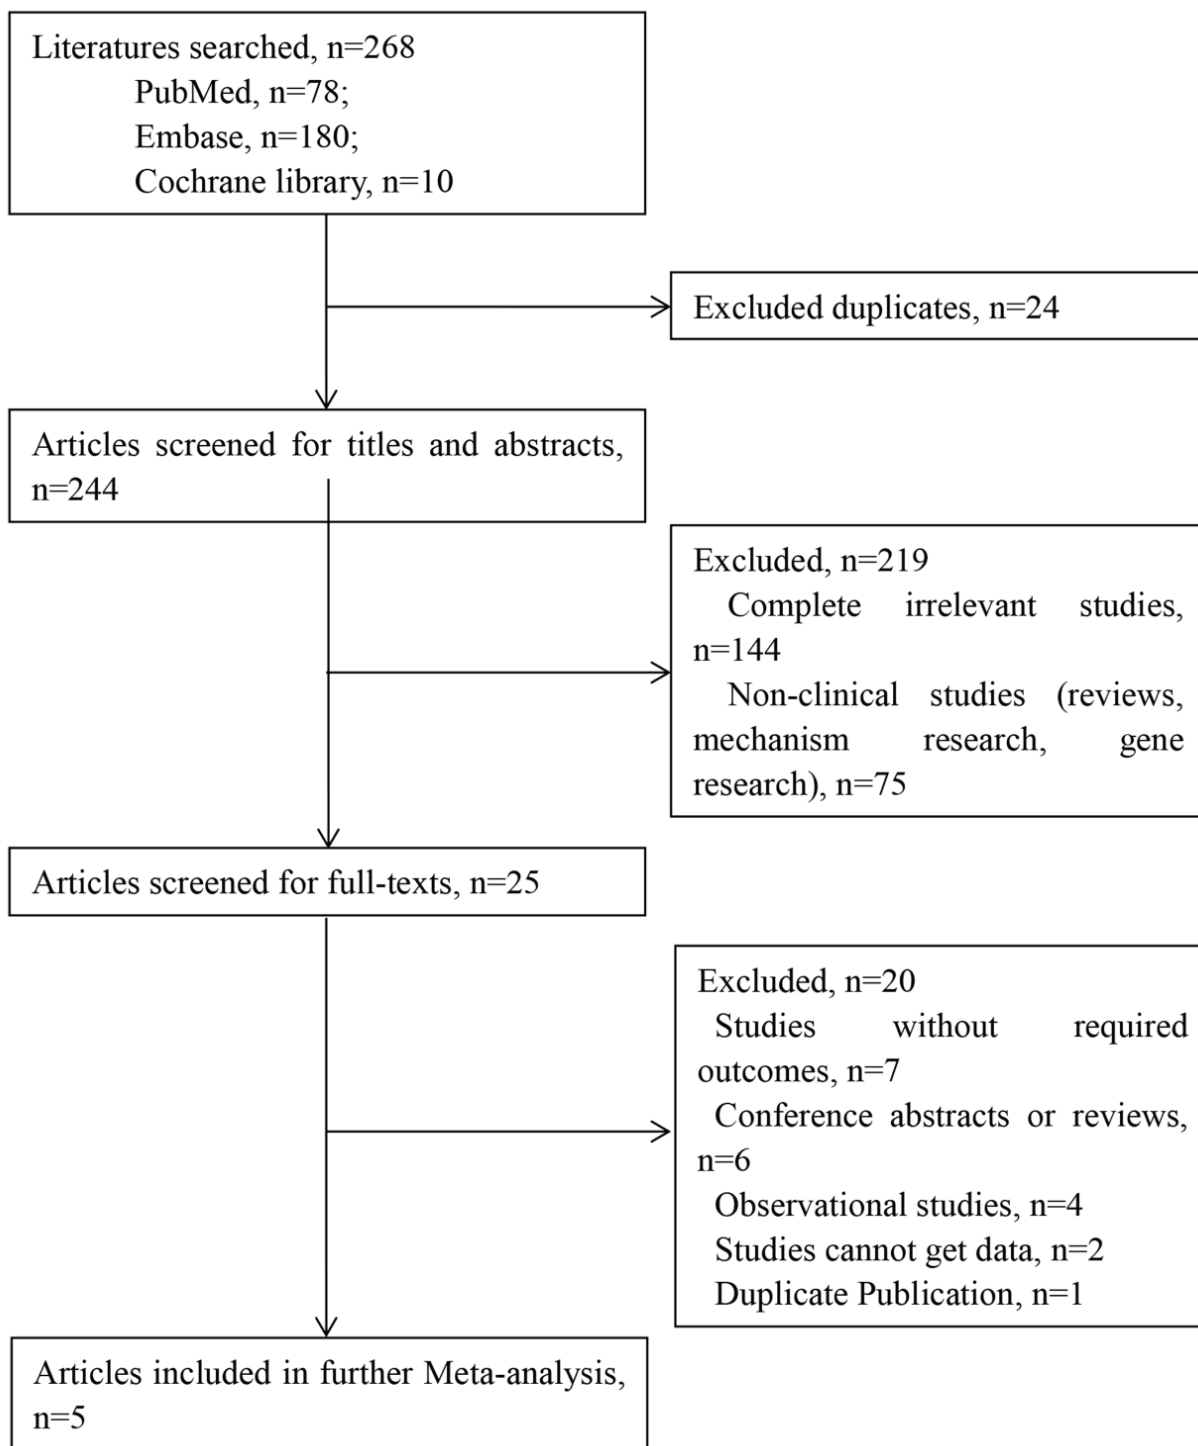 Literatures searched, n=268
PubMed, n=78;
Embase, n=180;
Cochrane library, n=10
Excluded duplicates, n=24
Articles screened for titles and abstracts,
n=244
Excluded, n=219
Complete irrelevant studies,
n=144
Non-clinical studies (reviews,
mechanism research, gene
research), n=75
Articles screened for full-texts, n=25
Excluded, n=20
Studies without required
outcomes, n=7
Conference abstracts or reviews,
n=6
Observational studies, n=4
Studies cannot get data, n=2
Duplicate Publication, n=1
Articles included in further Meta-analysis,
n=5